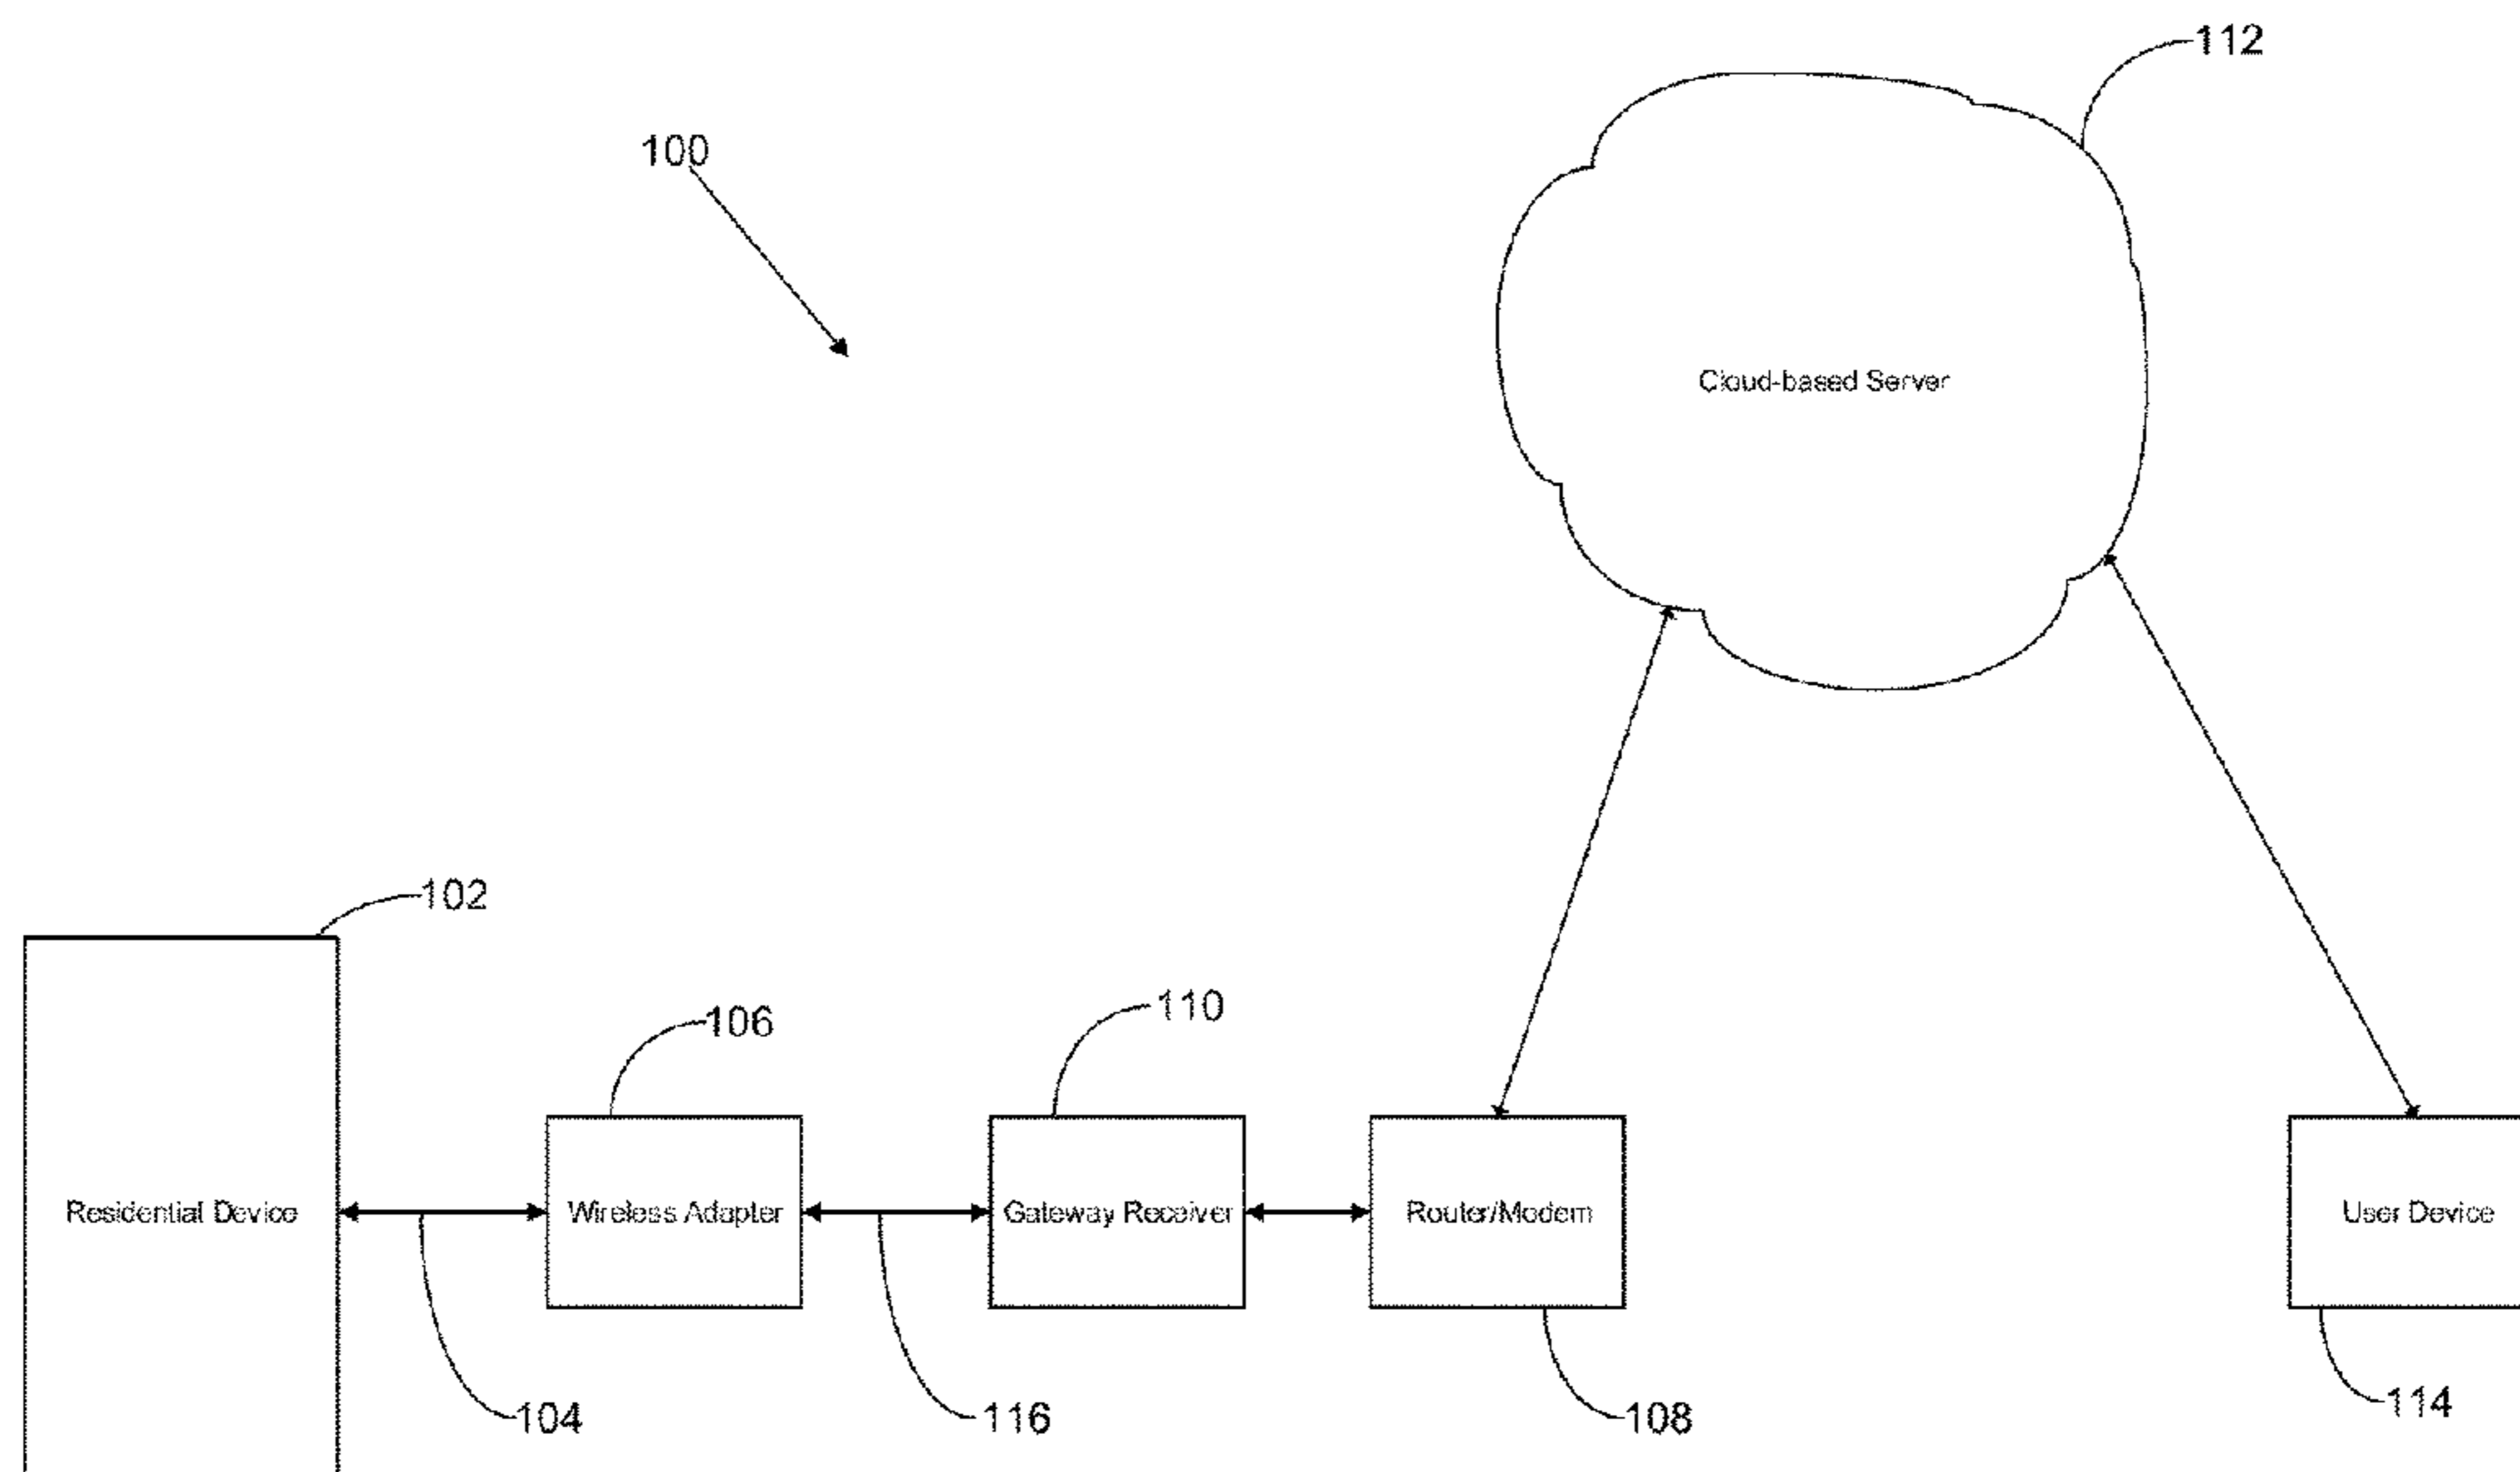 112
100
Cloud-based Server
102
106
110
Residential Device
Wireless Adapter
Gateway Receiver
Router/Modem
User Device
104
116
108
114